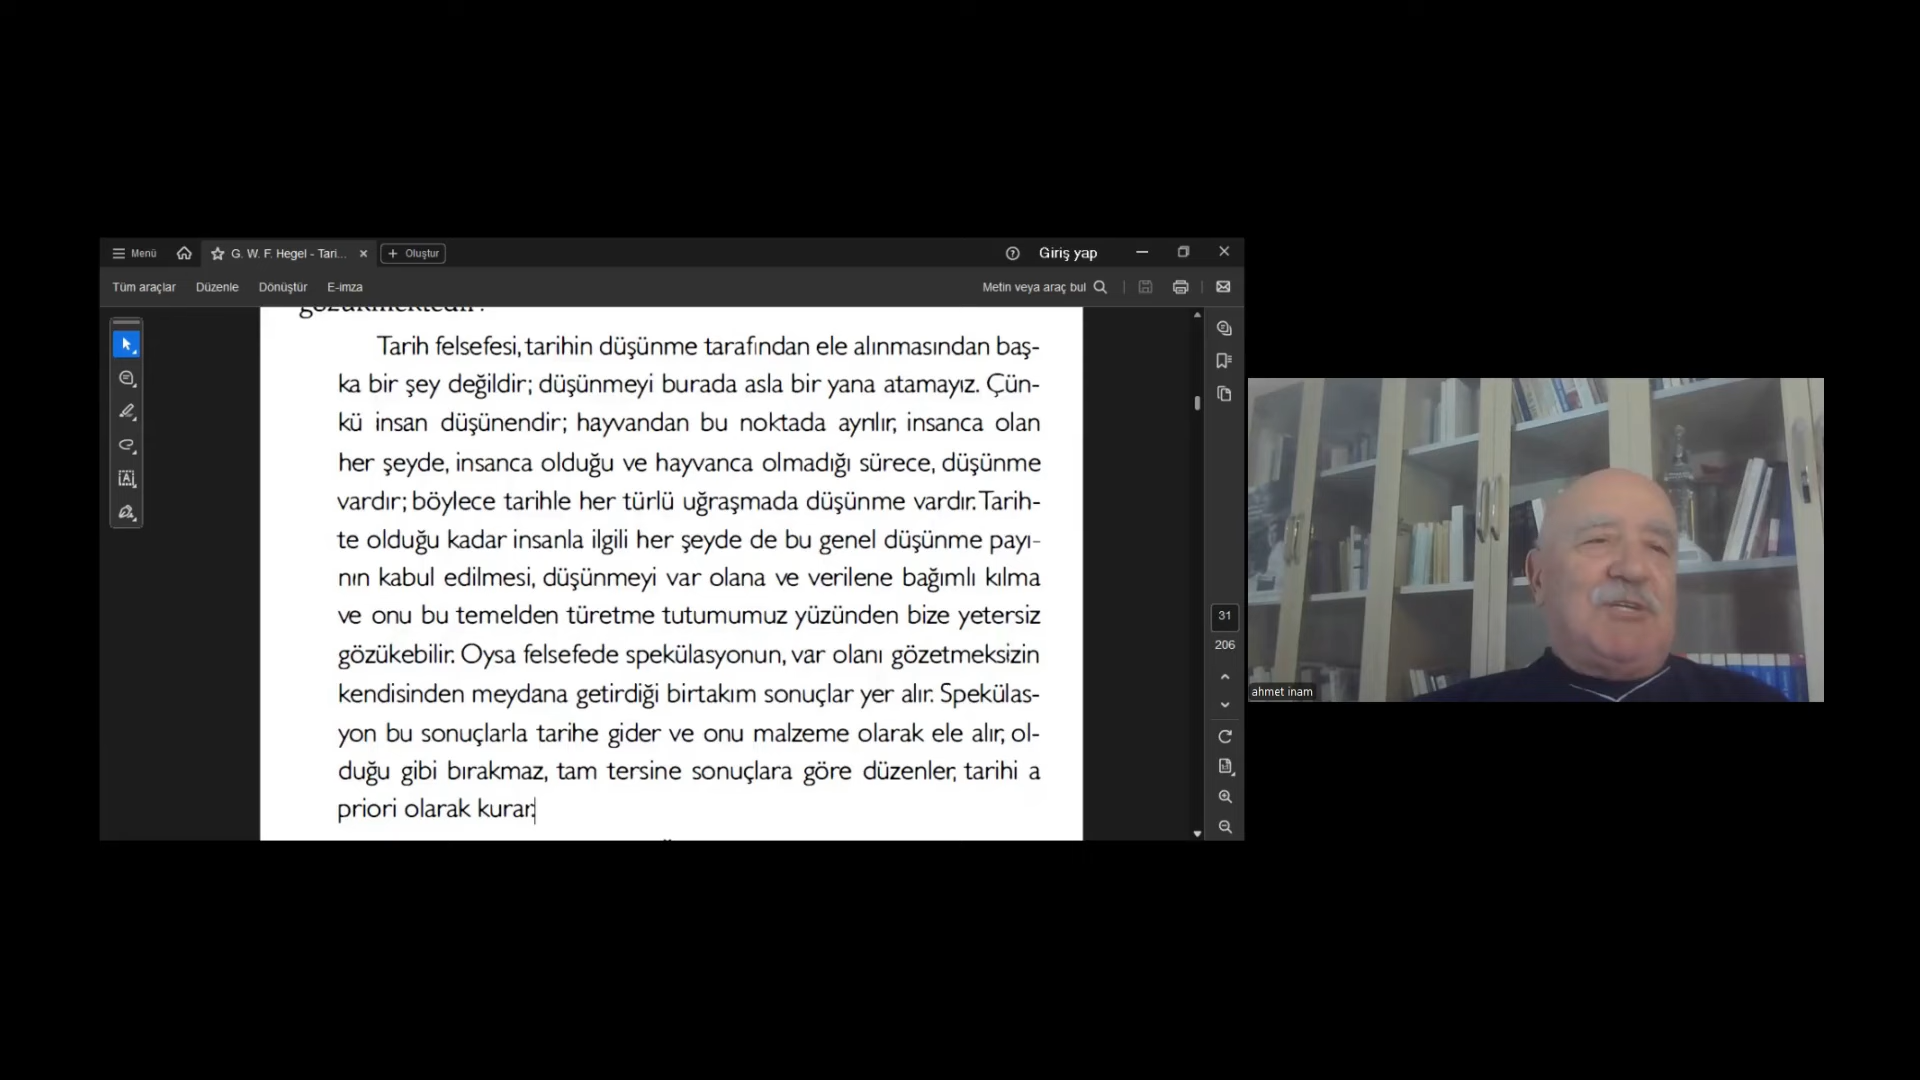 Menü
G. W. F. Hegel - Tari...
Oluştur
Giriş yap
Tüm araçlar
Düzenle
Dönüştür
E-imza
Metin veya araç bul
gözükmektedir.
Tarih felsefesi, tarihin düşünme tarafından ele alınmasından baş-
ka bir şey değildir; düşünmeyi burada asla bir yana atamayız. Çün-
kü insan düşünendir; hayvandan bu noktada ayrılır, insanca olan
her şeyde, insanca olduğu ve hayvanca olmadığı sürece, düşünme
vardır; böylece tarihle her türlü uğraşmada düşünme vardır. Tarih-
te olduğu kadar insanla ilgili her şeyde de bu genel düşünme payı-
nın kabul edilmesi, düşünmeyi var olana ve verilene bağımlı kılma
ve onu bu temelden türetme tutumumuz yüzünden bize yetersiz
gözükebilir. Oysa felsefede spekülasyonun, var olanı gözetmeksizin
kendisinden meydana getirdiği birtakım sonuçlar yer alır. Spekülas-
yon bu sonuçlarla tarihe gider ve onu malzeme olarak ele alır, ol-
duğu gibi bırakmaz, tam tersine sonuçlara göre düzenler, tarihi a
priori olarak kurar.
31
206
ahmet inam